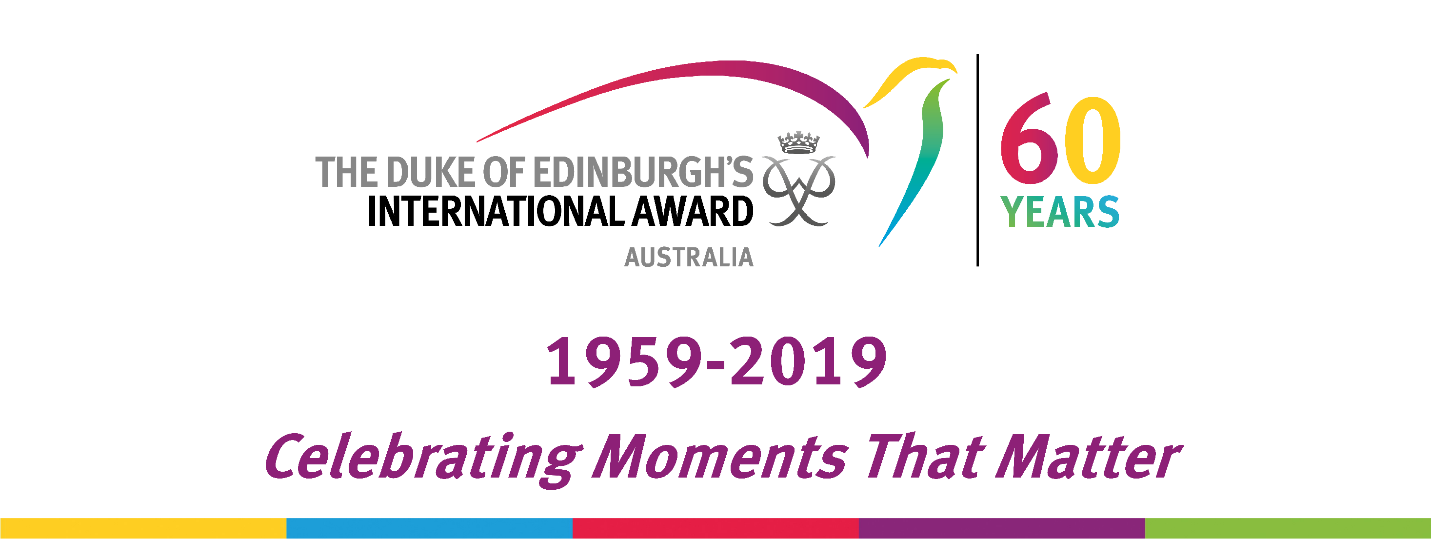 THE DUKE OF EDINBURGH'S
INTERNATIONAL AWARD
AUSTRALIA
60
YEARS
1959-2019
Celebrating Moments That Matter